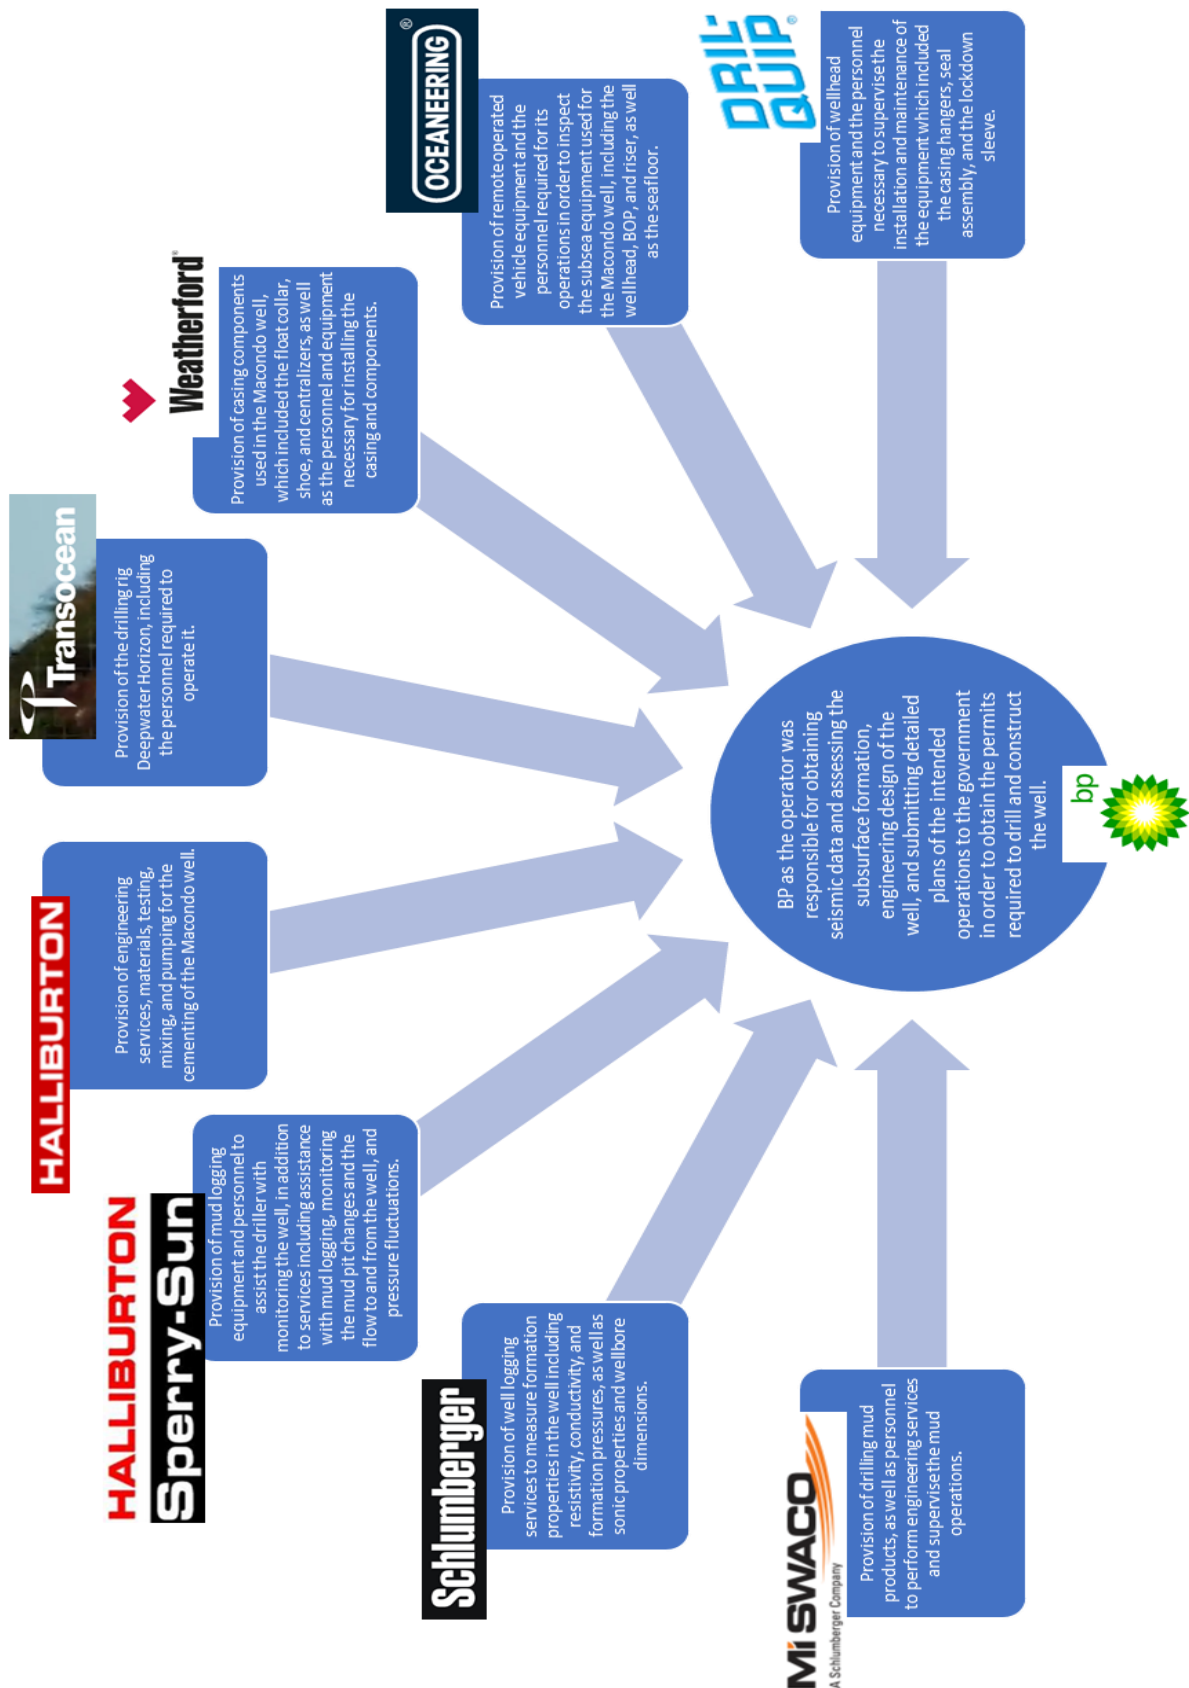 Mi SWACO
A Schlumberger Company
Provision of drilling mud
products, as well as personnel
to perform engineering services
and supervise the mud
operations.
Schlumberger
Provision of well logging
services to measure formation
properties in the well including
resistivity, conductivity, and
formation pressures, as well as
sonic properties and wellbore
dimensions.
HALLIBURTON
Sperry-Sun
Provision of mud logging
equipment and personnel to
assist the driller with
monitoring the well, in addition
to services including assistance
with mud logging, monitoring
the mud pit changes and the
flow to and from the well, and
pressure fluctuations.
HALLIBURTON
Provision of engineering
services, materials, testing,
mixing, and pumping for the
cementing of the Macondo well.
Transocean
Provision of the drilling rig
Deepwater Horizon, including
the personnel required to
operate it.
Weatherford®
Provision of casing components
used in the Macondo well,
which included the float collar,
shoe, and centralizers, as well
as the personnel and equipment
necessary for installing the
casing and components.
OCEANEERING®
Provision of remote operated
vehicle equipment and the
personnel required for its
operations in order to inspect
the subsea equipment used for
the Macondo well, including the
wellhead, BOP, and riser, as well
as the seafloor.
DRIL-
QUIP®
Provision of wellhead
equipment and the personnel
necessary to supervise the
installation and maintenance of
the equipment which included
the casing hangers, seal
assembly, and the lockdown
sleeve.
BP as the operator was
responsible for obtaining
seismic data and assessing the
subsurface formation,
engineering design of the
well, and submitting detailed
plans of the intended
operations to the government
in order to obtain the permits
required to drill and construct
the well.
bp